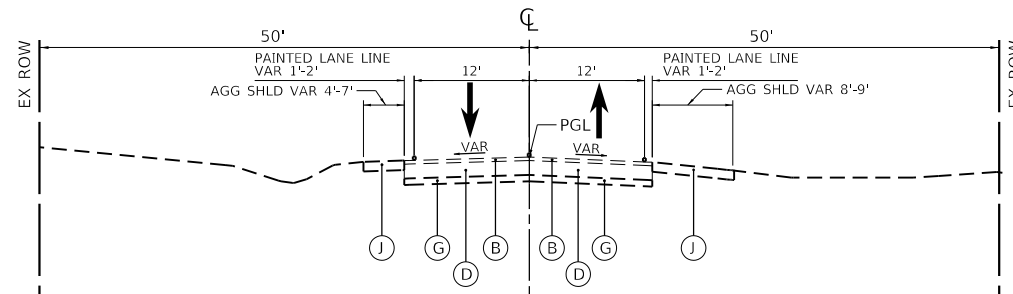 ℄
50'
50'
EX ROW
EX ROW
PAINTED LANE LINE
VAR 1'-2'
12'
12'
PAINTED LANE LINE
VAR 1'-2'
AGG SHLD VAR 4'-7'
AGG SHLD VAR 8'-9'
PGL
VAR
VAR
J
G
B
B
G
J
D
D